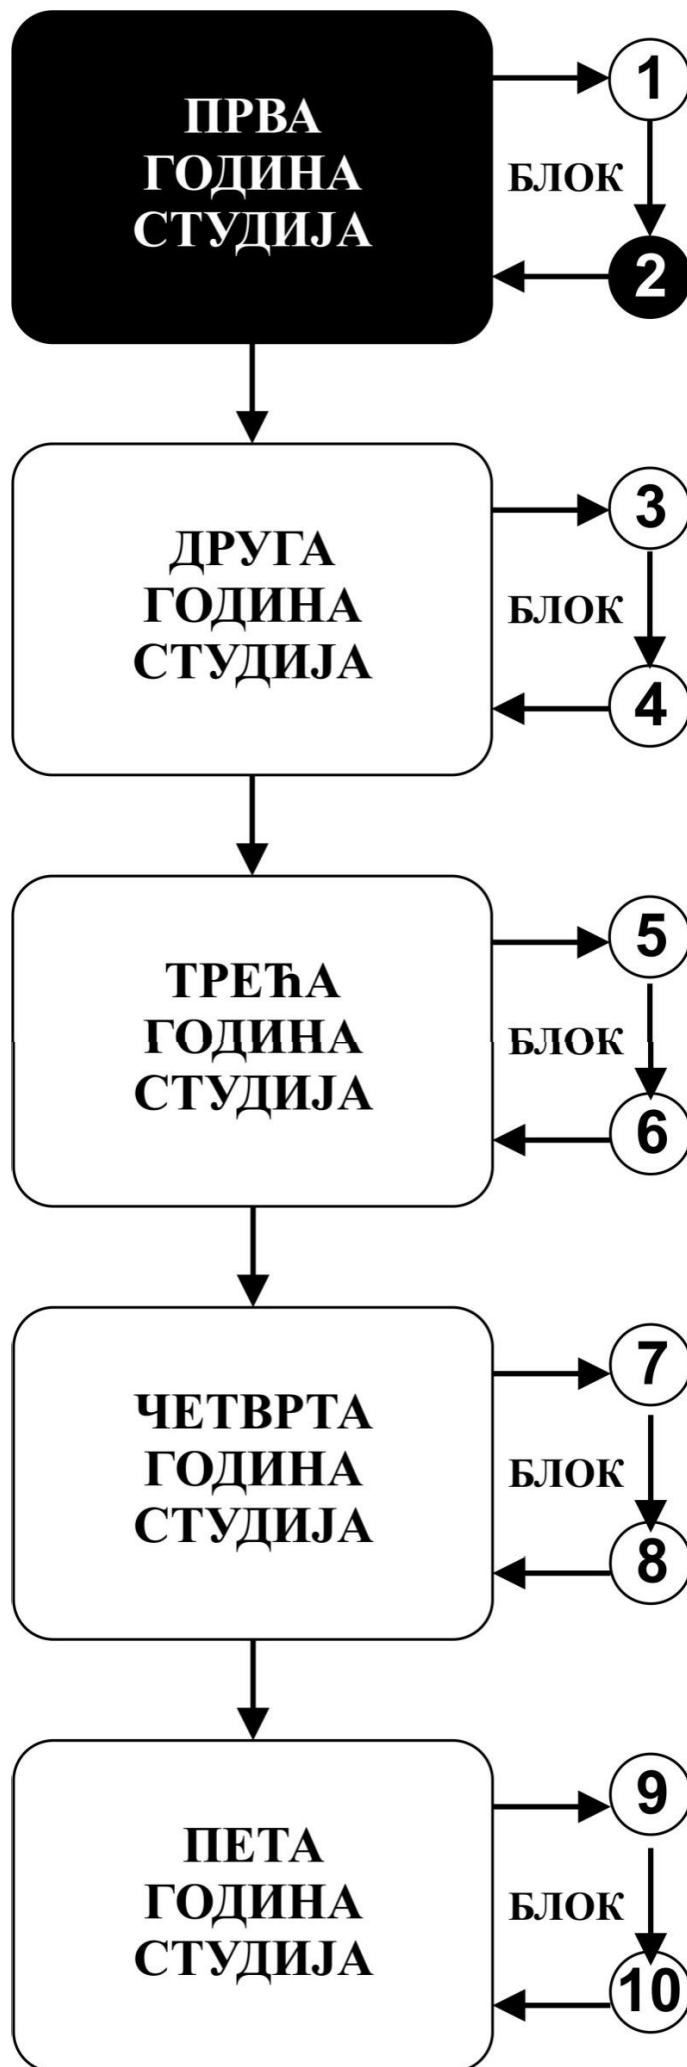 ПРВА
ГОДИНА
СТУДИЈА
1
БЛОК
2
ДРУГА
ГОДИНА
СТУДИЈА
3
БЛОК
4
ТРЕЋА
ГОДИНА
СТУДИЈА
5
БЛОК
6
ЧЕТВРТА
ГОДИНА
СТУДИЈА
7
БЛОК
8
ПЕТА
ГОДИНА
СТУДИЈА
9
БЛОК
10